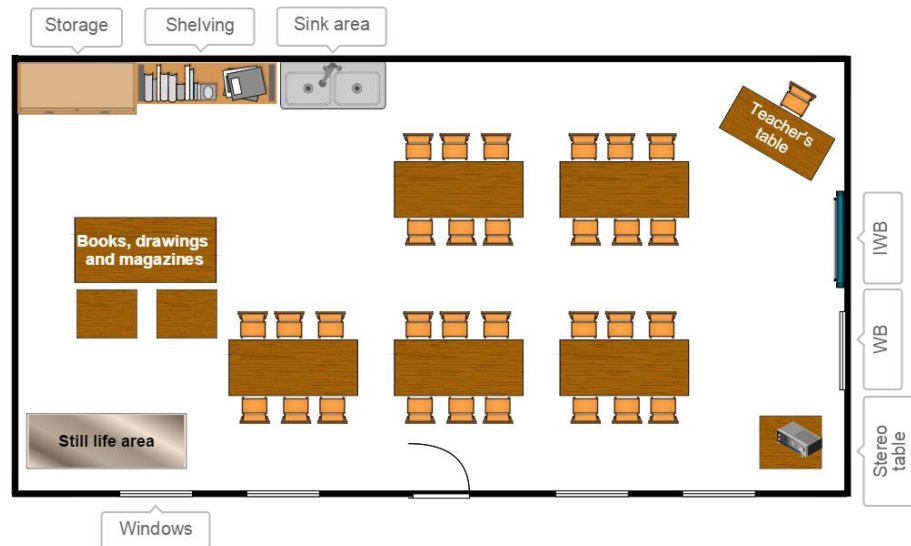 Storage
Shelving
Sink area
Teacher's
table
Books, drawings
and magazines
IWB
WB
Still life area
Stereo
table
Windows